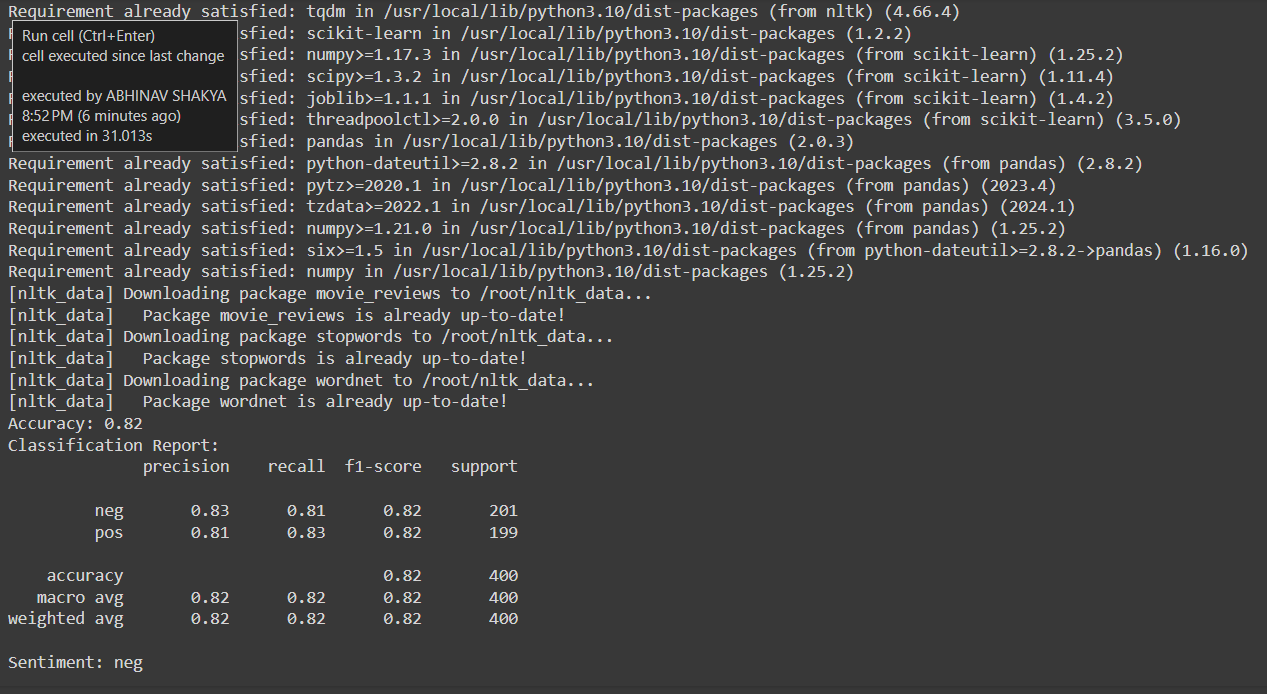 Requirement already satisfied: tqdm in /usr/local/lib/python3.10/dist-packages (from nltk) (4.66.4)
Run cell (Ctrl+Enter)
cell executed since last change
executed by ABHINAV SHAKYA
8:52 PM (6 minutes ago)
executed in 31.013s
sfied: scikit-learn in /usr/local/lib/python3.10/dist-packages (1.2.2)
sfied: numpy>=1.17.3 in /usr/local/lib/python3.10/dist-packages (from scikit-learn) (1.25.2)
sfied: scipy>=1.3.2 in /usr/local/lib/python3.10/dist-packages (from scikit-learn) (1.11.4)
sfied: joblib>=1.1.1 in /usr/local/lib/python3.10/dist-packages (from scikit-learn) (1.4.2)
sfied: threadpoolctl>=2.0.0 in /usr/local/lib/python3.10/dist-packages (from scikit-learn) (3.5.0)
sfied: pandas in /usr/local/lib/python3.10/dist-packages (2.0.3)
Requirement already satisfied: python-dateutil>=2.8.2 in /usr/local/lib/python3.10/dist-packages (from pandas) (2.8.2)
Requirement already satisfied: pytz>=2020.1 in /usr/local/lib/python3.10/dist-packages (from pandas) (2023.4)
Requirement already satisfied: tzdata>=2022.1 in /usr/local/lib/python3.10/dist-packages (from pandas) (2024.1)
Requirement already satisfied: numpy>=1.21.0 in /usr/local/lib/python3.10/dist-packages (from pandas) (1.25.2)
Requirement already satisfied: six>=1.5 in /usr/local/lib/python3.10/dist-packages (from python-dateutil>=2.8.2->pandas) (1.16.0)
Requirement already satisfied: numpy in /usr/local/lib/python3.10/dist-packages (1.25.2)
[nltk_data] Downloading package movie_reviews to /root/nltk_data...
[nltk_data]   Package movie_reviews is already up-to-date!
[nltk_data] Downloading package stopwords to /root/nltk_data...
[nltk_data]   Package stopwords is already up-to-date!
[nltk_data] Downloading package wordnet to /root/nltk_data...
[nltk_data]   Package wordnet is already up-to-date!
Accuracy: 0.82
Classification Report:
precision recall f1-score support
neg 0.83 0.81 0.82 201
pos 0.81 0.83 0.82 199
accuracy 0.82 400
macro avg 0.82 0.82 0.82 400
weighted avg 0.82 0.82 0.82 400
Sentiment: neg